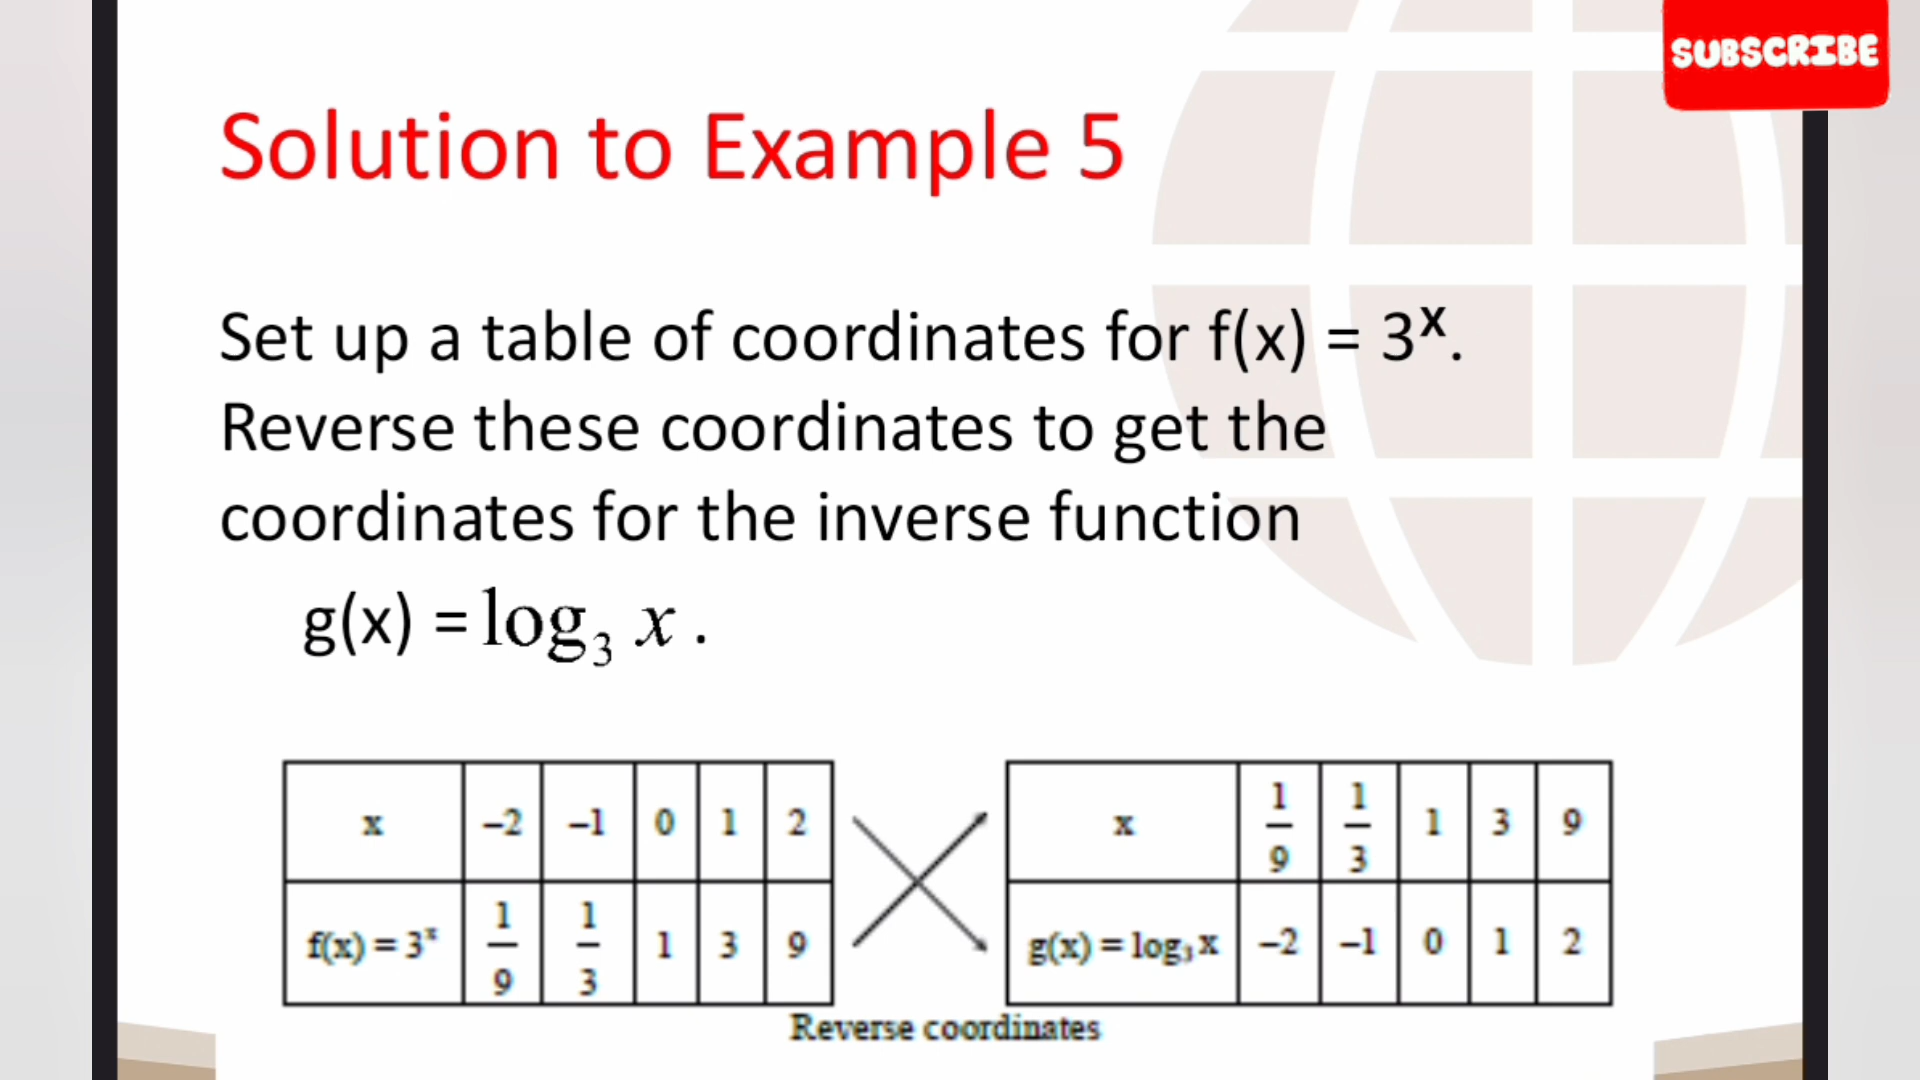 SUBSCRIBE
Solution to Example 5
Set up a table of coordinates for f(x) = 3ˣ.
Reverse these coordinates to get the
coordinates for the inverse function
g(x) = log₃ x .
x –2 –1 0 1 2
f(x) = 3ˣ 1/9 1/3 1 3 9
x 1/9 1/3 1 3 9
g(x) = log₃ x –2 –1 0 1 2
Reverse coordinates